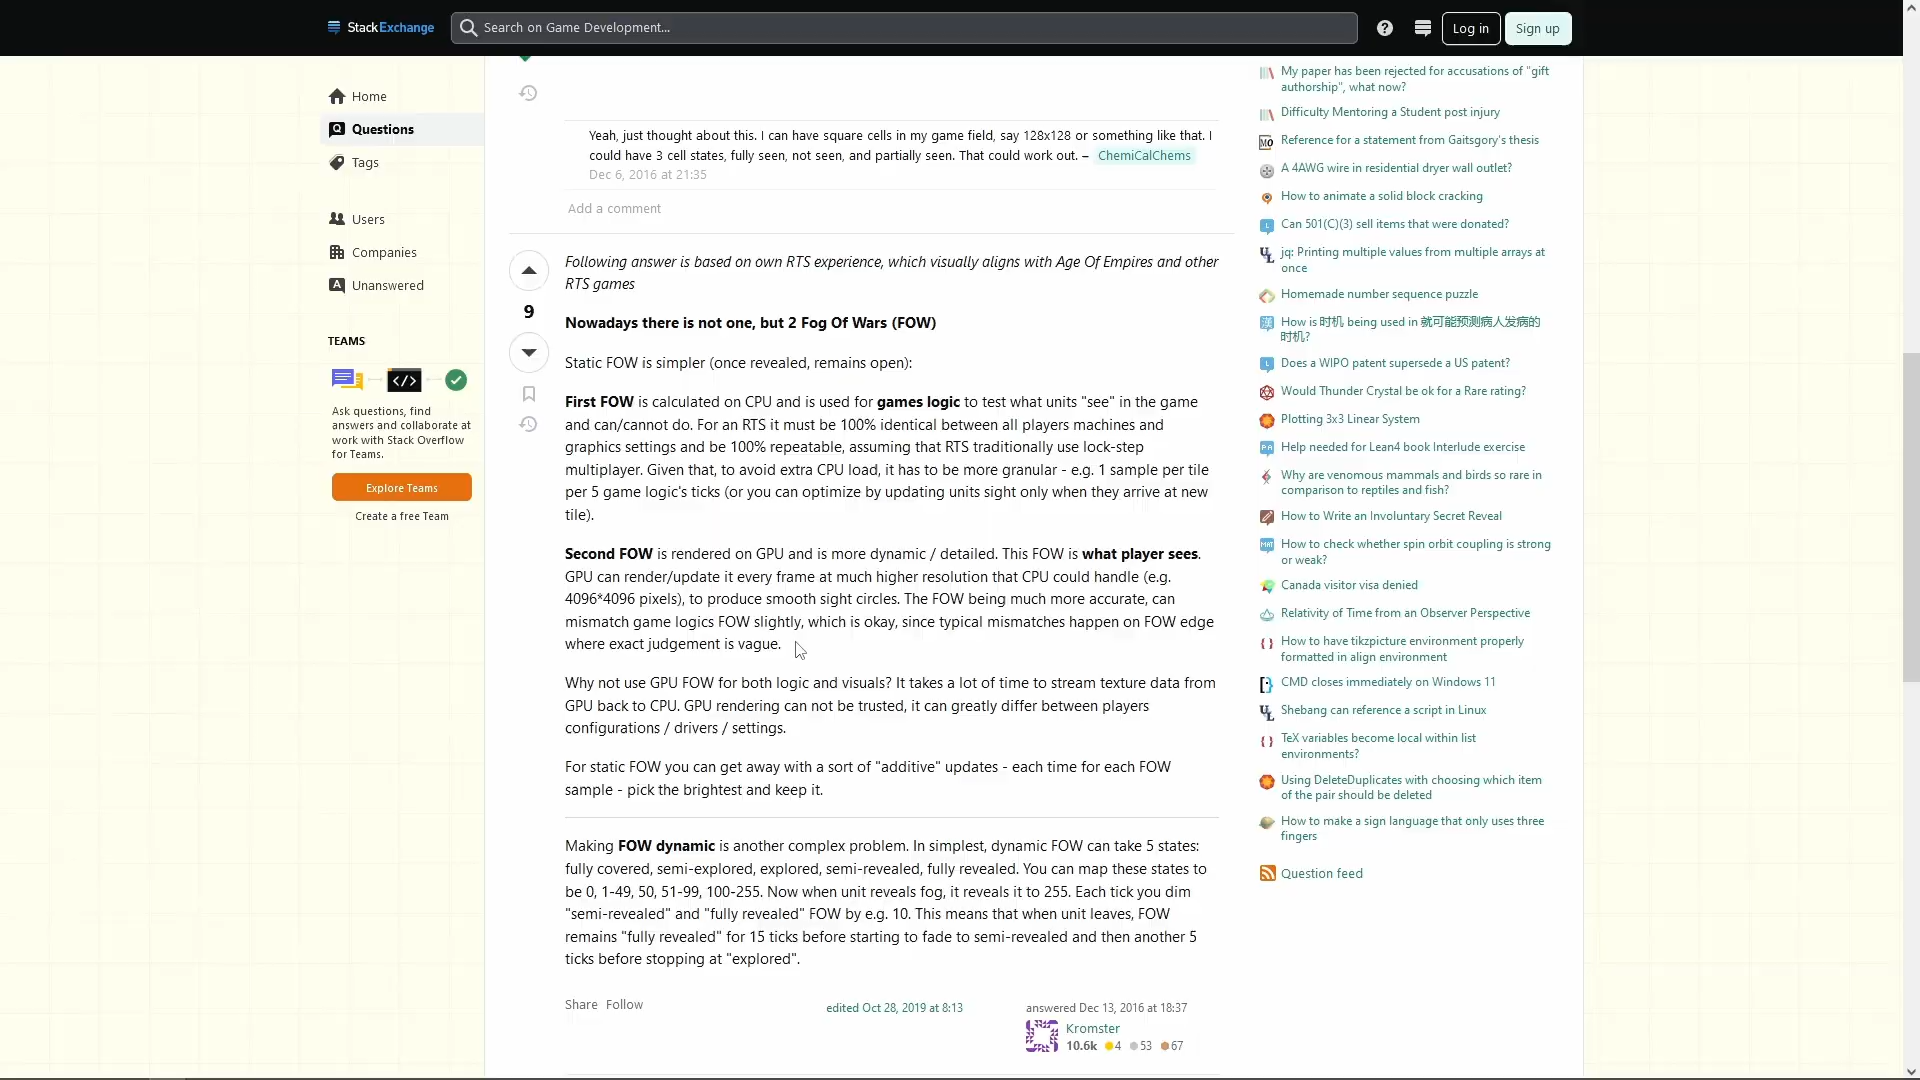 StackExchange
Search on Game Development...
Log in
Sign up
Home
Questions
Tags
Users
Companies
Unanswered
TEAMS
Ask questions, find
answers and collaborate at
work with Stack Overflow
for Teams.
Explore Teams
Create a free Team
Yeah, just thought about this. I can have square cells in my game field, say 128x128 or something like that. I
could have 3 cell states, fully seen, not seen, and partially seen. That could work out. – ChemiCalChems
Dec 6, 2016 at 21:35
Add a comment
9
Following answer is based on own RTS experience, which visually aligns with Age Of Empires and other
RTS games
Nowadays there is not one, but 2 Fog Of Wars (FOW)
Static FOW is simpler (once revealed, remains open):
First FOW is calculated on CPU and is used for games logic to test what units "see" in the game
and can/cannot do. For an RTS it must be 100% identical between all players machines and
graphics settings and be 100% repeatable, assuming that RTS traditionally use lock-step
multiplayer. Given that, to avoid extra CPU load, it has to be more granular - e.g. 1 sample per tile
per 5 game logic's ticks (or you can optimize by updating units sight only when they arrive at new
tile).
Second FOW is rendered on GPU and is more dynamic / detailed. This FOW is what player sees.
GPU can render/update it every frame at much higher resolution that CPU could handle (e.g.
4096*4096 pixels), to produce smooth sight circles. The FOW being much more accurate, can
mismatch game logics FOW slightly, which is okay, since typical mismatches happen on FOW edge
where exact judgement is vague.
Why not use GPU FOW for both logic and visuals? It takes a lot of time to stream texture data from
GPU back to CPU. GPU rendering can not be trusted, it can greatly differ between players
configurations / drivers / settings.
For static FOW you can get away with a sort of "additive" updates - each time for each FOW
sample - pick the brightest and keep it.
Making FOW dynamic is another complex problem. In simplest, dynamic FOW can take 5 states:
fully covered, semi-explored, explored, semi-revealed, fully revealed. You can map these states to
be 0, 1-49, 50, 51-99, 100-255. Now when unit reveals fog, it reveals it to 255. Each tick you dim
"semi-revealed" and "fully revealed" FOW by e.g. 10. This means that when unit leaves, FOW
remains "fully revealed" for 15 ticks before starting to fade to semi-revealed and then another 5
ticks before stopping at "explored".
Share Follow
edited Oct 28, 2019 at 8:13
answered Dec 13, 2016 at 18:37
Kromster
10.6k 4 53 67
My paper has been rejected for accusations of "gift
authorship", what now?
Difficulty Mentoring a Student post injury
Reference for a statement from Gaitsgory's thesis
A 4AWG wire in residential dryer wall outlet?
How to animate a solid block cracking
Can 501(C)(3) sell items that were donated?
jq: Printing multiple values from multiple arrays at
once
Homemade number sequence puzzle
How is 时机 being used in 就可能预测病人发病的
时机?
Does a WIPO patent supersede a US patent?
Would Thunder Crystal be ok for a Rare rating?
Plotting 3x3 Linear System
Help needed for Lean4 book Interlude exercise
Why are venomous mammals and birds so rare in
comparison to reptiles and fish?
How to Write an Involuntary Secret Reveal
How to check whether spin orbit coupling is strong
or weak?
Canada visitor visa denied
Relativity of Time from an Observer Perspective
How to have tikzpicture environment properly
formatted in align environment
CMD closes immediately on Windows 11
Shebang can reference a script in Linux
TeX variables become local within list
environments?
Using DeleteDuplicates with choosing which item
of the pair should be deleted
How to make a sign language that only uses three
fingers
Question feed